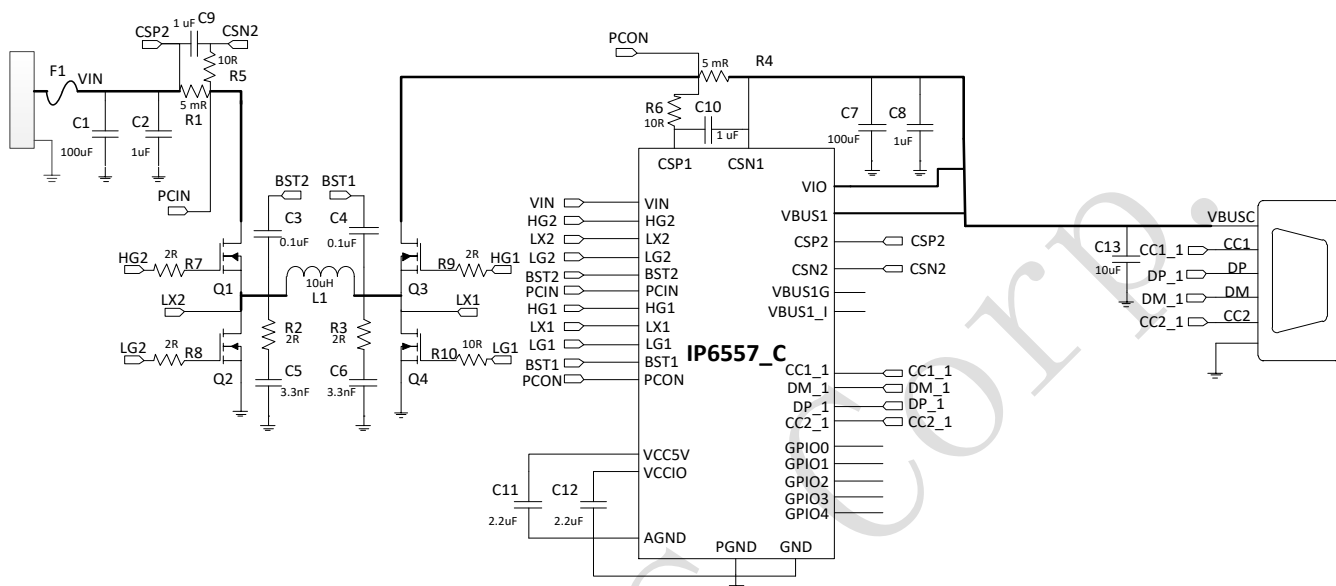 1 uF C9
CSP2 CSN2
10R
R5
F1 VIN
5 mR
R1
C1 C2
100uF 1uF
PCIN
PCON
5 mR R4
R6 C10
10R
1 uF
C7 C8
100uF 1uF
BST2 BST1
C3 C4
0.1uF 0.1uF
HG2 2R R7
Q1
10uH
L1
Q3
R9 2R HG1
LX2 LX1
LG2 2R R8
Q2
R2 R3
2R 2R
C5 C6
3.3nF 3.3nF
R10 10R LG1
Q4
CSP1 CSN1
VIN VIN
HG2 HG2
LX2 LX2
LG2 LG2
BST2 BST2
PCIN PCIN
HG1 HG1
LX1 LX1
LG1 LG1
BST1 BST1
PCON PCON
IP6557_C
VIO
VBUS1
CSP2 CSP2
CSN2 CSN2
VBUS1G
VBUS1_I
CC1_1 CC1_1
DM_1 DM_1
DP_1 DP_1
CC2_1 CC2_1
GPIO0
GPIO1
GPIO2
GPIO3
GPIO4
VCC5V
VCCIO
C11 C12
2.2uF 2.2uF
AGND
PGND GND
VBUSC
C13
10uF
CC1_1 CC1
DP_1 DP
DM_1 DM
CC2_1 CC2
Corp.